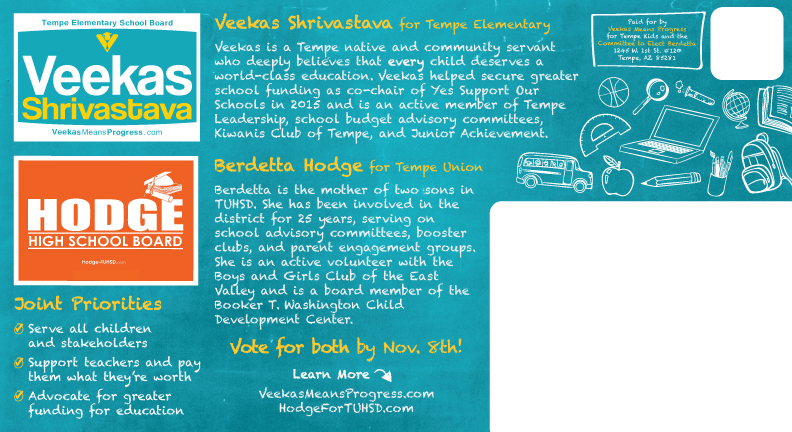 Tempe Elementary School Board
Veekas
Shrivastava
VeekasMeansProgress.com
HODGE
HIGH SCHOOL BOARD
Hodge4TUHSD.com
Joint Priorities
Serve all children
and stakeholders
Support teachers and pay
them what they're worth
Advocate for greater
funding for education
Veekas Shrivastava for Tempe Elementary
Veekas is a Tempe native and community servant
who deeply believes that every child deserves a
world-class education. Veekas helped secure greater
school funding as co-chair of Yes Support Our
Schools in 2015 and is an active member of Tempe
Leadership, school budget advisory committees,
Kiwanis Club of Tempe, and Junior Achievement.
Berdetta Hodge for Tempe Union
Berdetta is the mother of two sons in
TUHSD. She has been involved in the
district for 25 years, serving on
school advisory committees, booster
clubs, and parent engagement groups.
She is an active volunteer with the
Boys and Girls Club of the East
Valley and is a board member of the
Booker T. Washington Child
Development Center.
Vote for both by Nov. 8th!
Learn More
VeekasMeansProgress.com
HodgeForTUHSD.com
Paid for by
Veekas Means Progress
for Tempe Kids and the
Committee to Elect Berdetta
1245 W. 1st St. #120
Tempe, AZ 85281